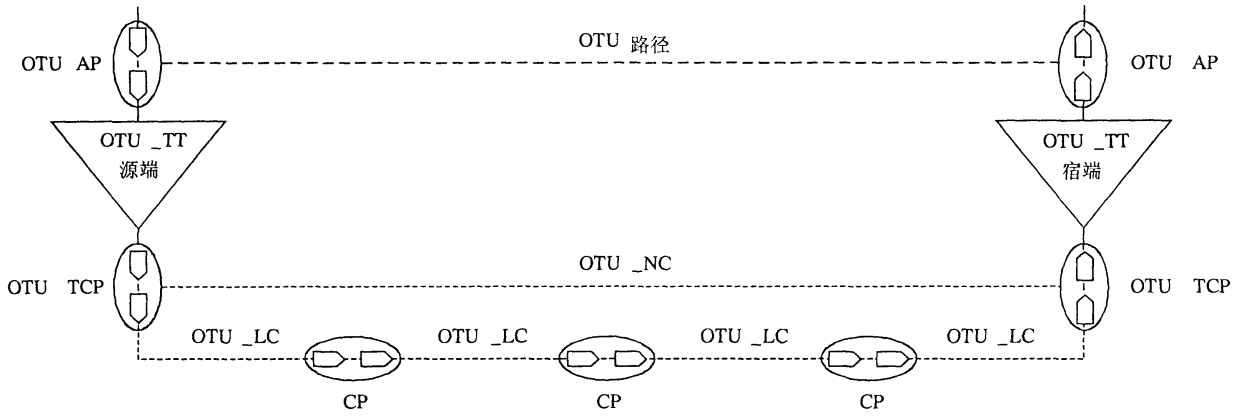 OTU 路径
OTU AP
OTU AP
OTU _TT
源端
OTU _TT
宿端
OTU _NC
OTU TCP
OTU TCP
OTU _LC
OTU _LC
OTU _LC
OTU _LC
CP
CP
CP